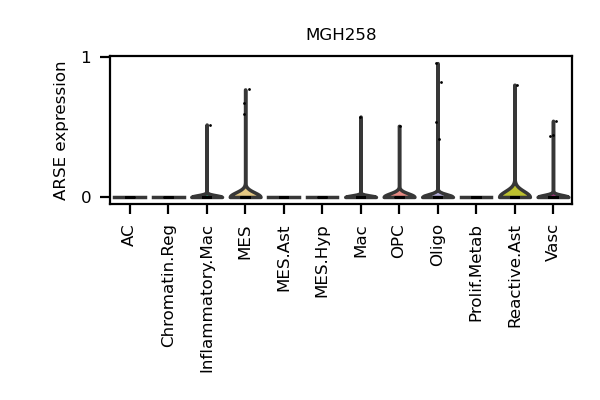 MGH258
ARSE expression
1
0
AC
Chromatin.Reg
Inflammatory.Mac
MES
MES.Ast
MES.Hyp
Mac
OPC
Oligo
Prolif.Metab
Reactive.Ast
Vasc